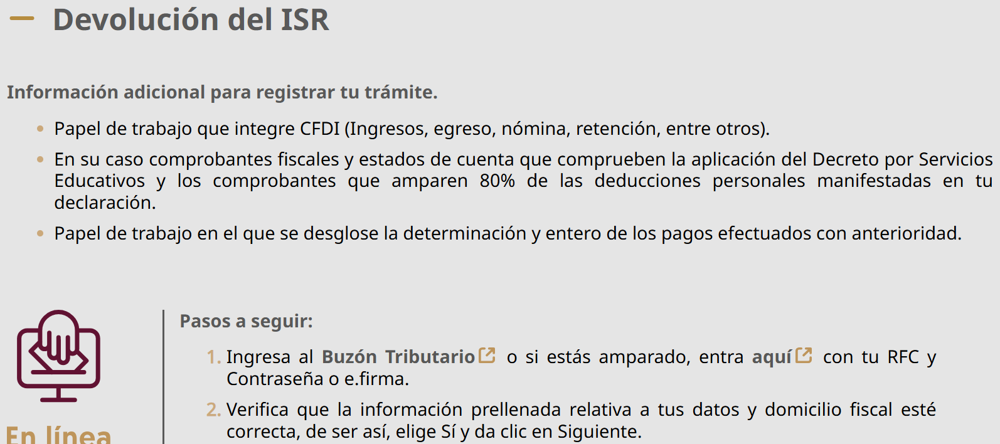 Devolución del ISR
Información adicional para registrar tu trámite.
Papel de trabajo que integre CFDI (Ingresos, egreso, nómina, retención, entre otros).
En su caso comprobantes fiscales y estados de cuenta que comprueben la aplicación del Decreto por Servicios
Educativos y los comprobantes que amparen 80% de las deducciones personales manifestadas en tu
declaración.
Papel de trabajo en el que se desglose la determinación y entero de los pagos efectuados con anterioridad.
En línea
Pasos a seguir:
1. Ingresa al Buzón Tributario o si estás amparado, entra aquí con tu RFC y
Contraseña o e.firma.
2. Verifica que la información prellenada relativa a tus datos y domicilio fiscal esté
correcta, de ser así, elige Sí y da clic en Siguiente.